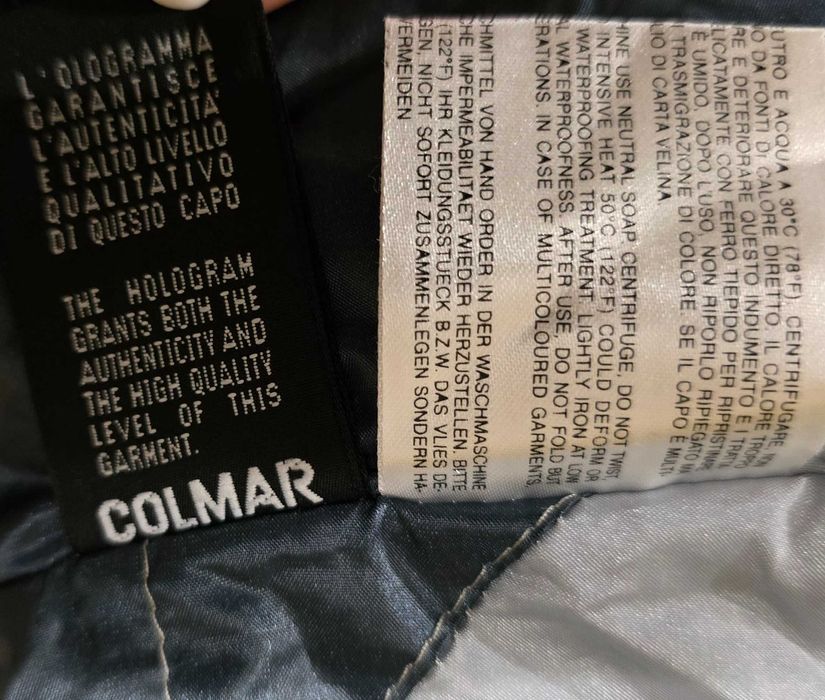 L'OLOGRAMMA
GARANTISCE
L'AUTENTICITÀ
E L'ALTO LIVELLO
QUALITATIVO
DI QUESTO CAPO
THE HOLOGRAM
GRANTS BOTH THE
AUTHENTICITY AND
THE HIGH QUALITY
LEVEL OF THIS
GARMENT.
COLMAR
UTRO E ACQUA A 30°C (78°F). CENTRIFUGARE
DA FONTI DI CALORE DIRETTO. IL CALORE
RE E DETERIORARE QUESTO INDUMENTO E
LICATAMENTE CON FERRO TIEPIDO PER
È UMIDO. DOPO L'USO, NON RIPORLO
TRASMIGRAZIONE DI COLORE. SE IL CAPO È
IO DI CARTA VELINA
HINE USE NEUTRAL SOAP, CENTRIFUGE, DO NOT TWIST,
INTENSIVE HEAT 50°C (122°F) COULD DEFORM OR
WATERPROOFING TREATMENT. LIGHTLY IRON AT LOW
AL WATERPROOFNESS. AFTER USE, DO NOT FOLD BUT
ERATIONS. IN CASE OF MULTICOLOURED GARMENTS,
CHMITTEL VON HAND ORDER IN DER WASCHMASCHINE
CHE IMPERMEABILITAET WIEDER HERZUSTELLEN. BITTE
(122°F) IHR KLEIDUNGSSTUECK B.Z.W. DAS VLIES DE-
GEN. NICHT SOFORT ZUSAMMENLEGEN SONDERN HÄ-
VERMEIDEN